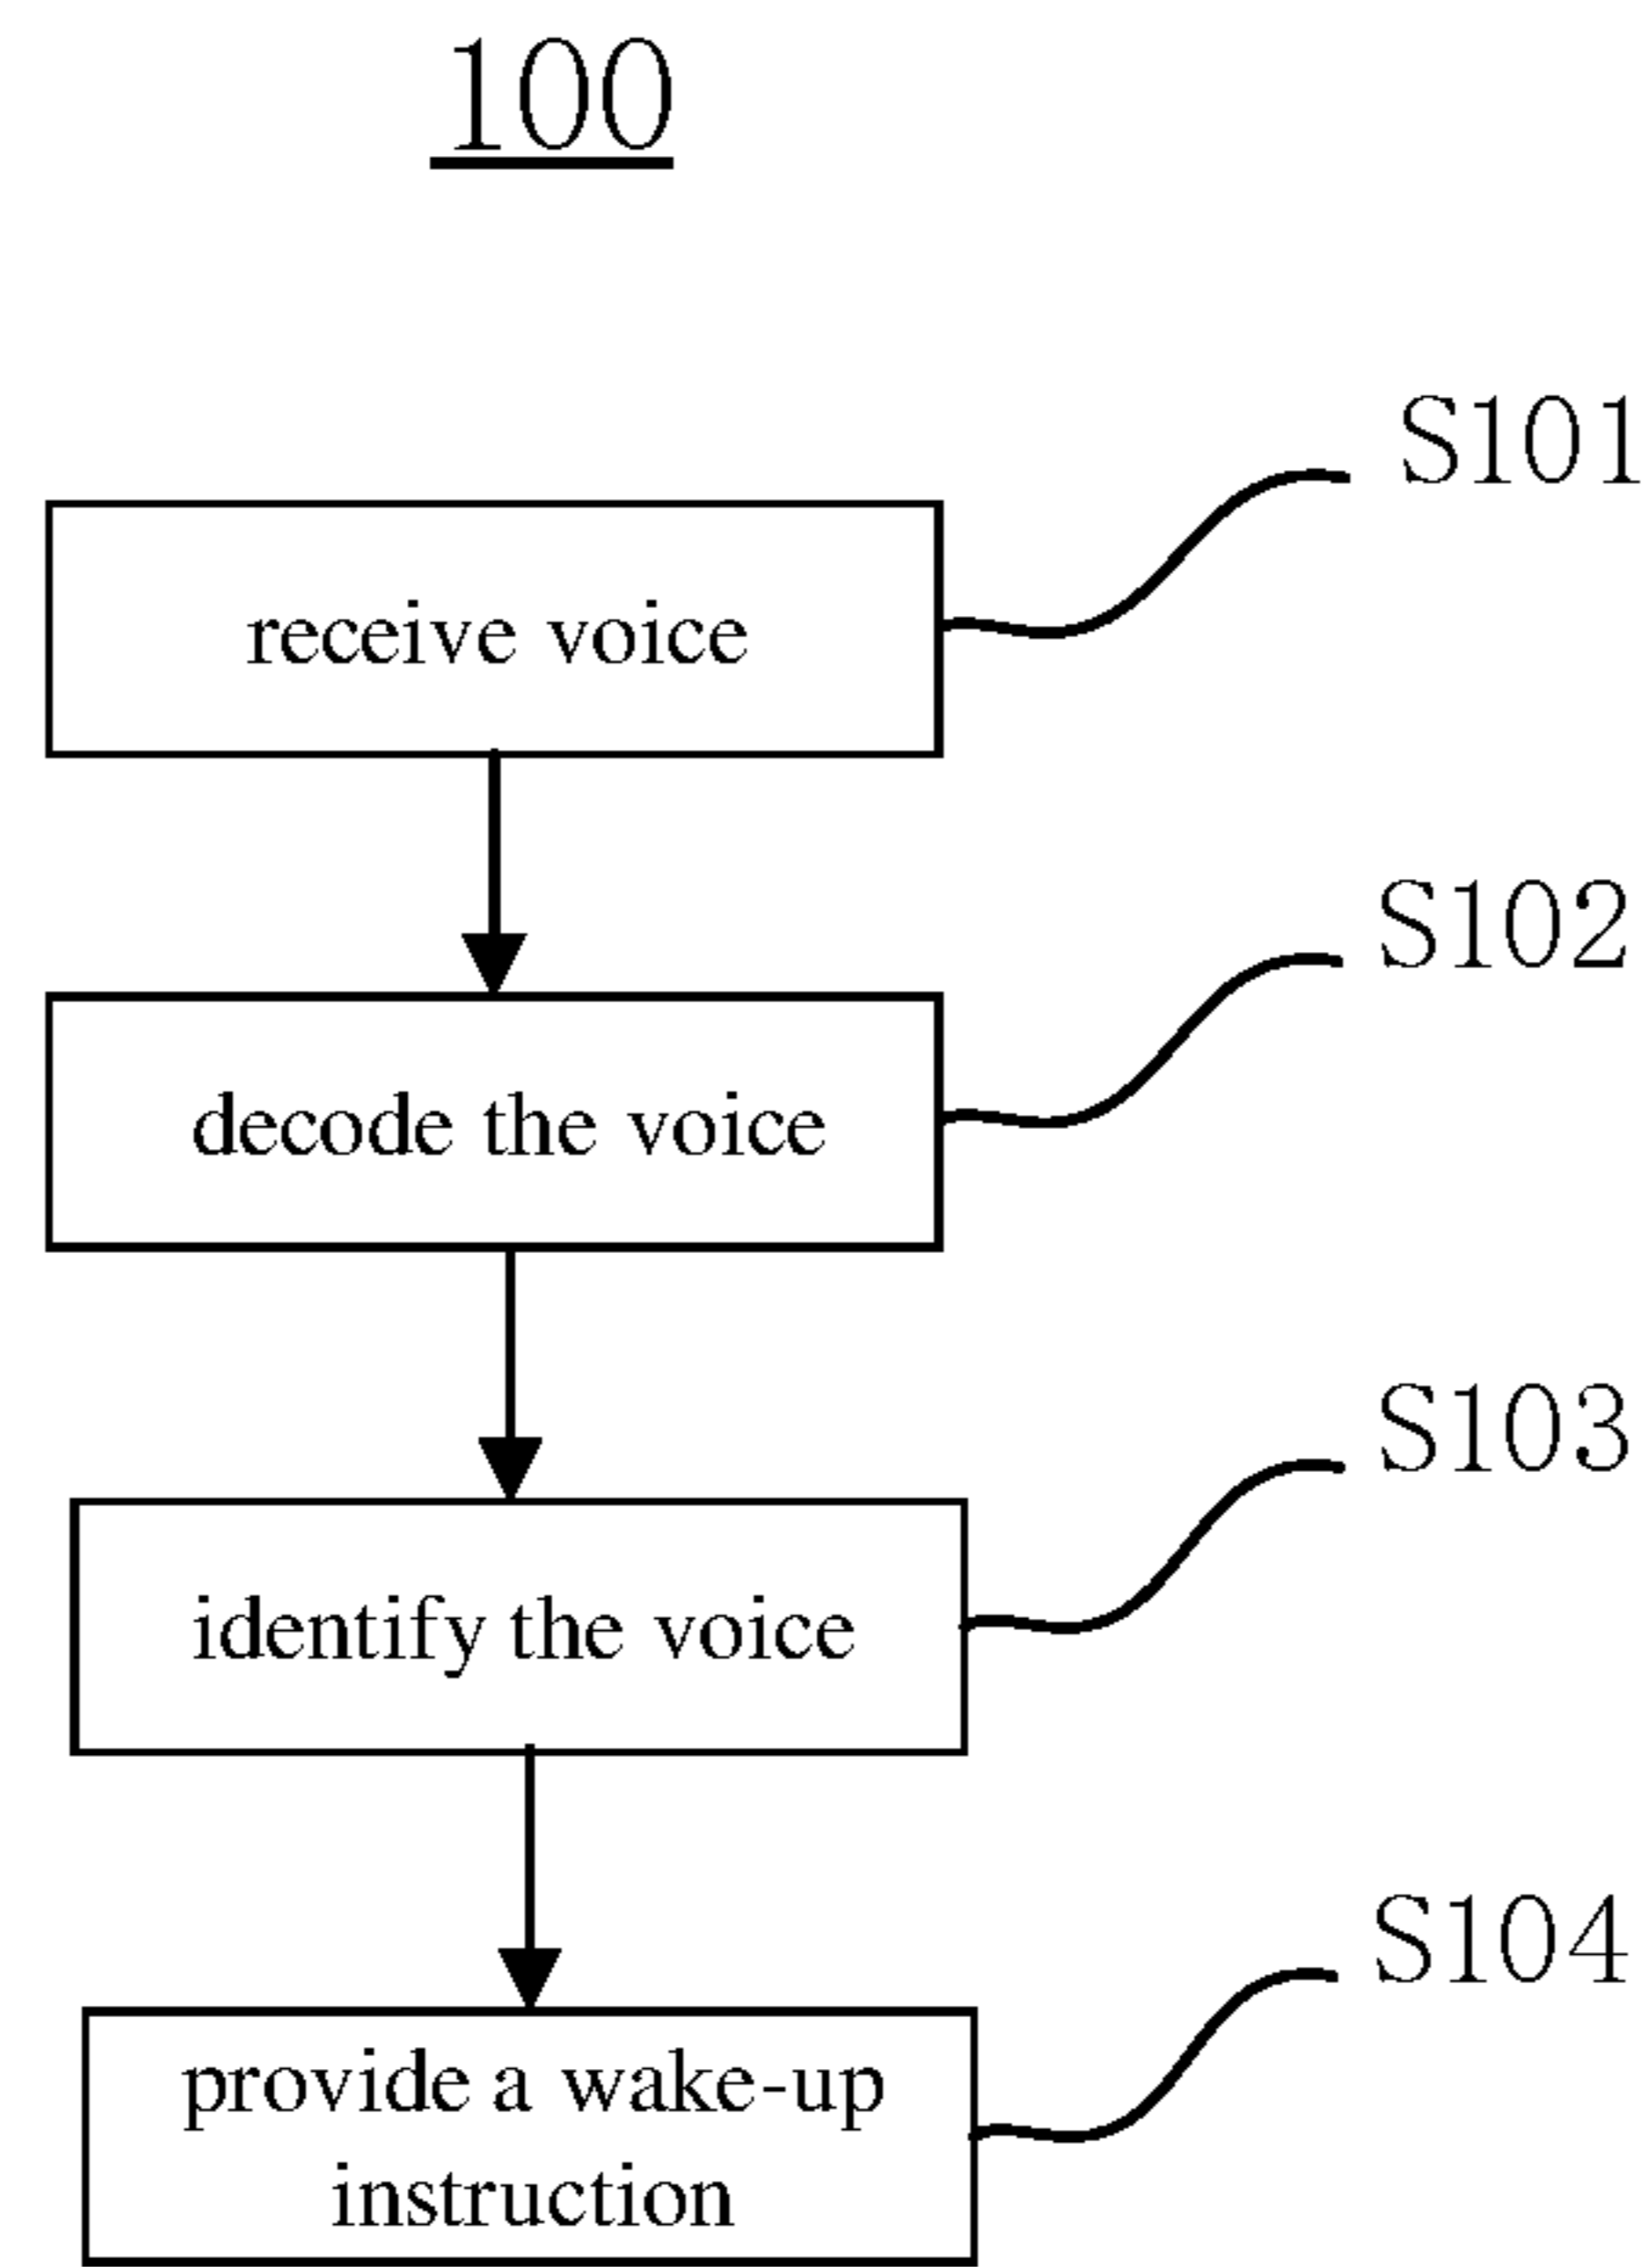 100
S101
receive voice
S102
decode the voice
S103
identify the voice
S104
provide a wake-up
instruction